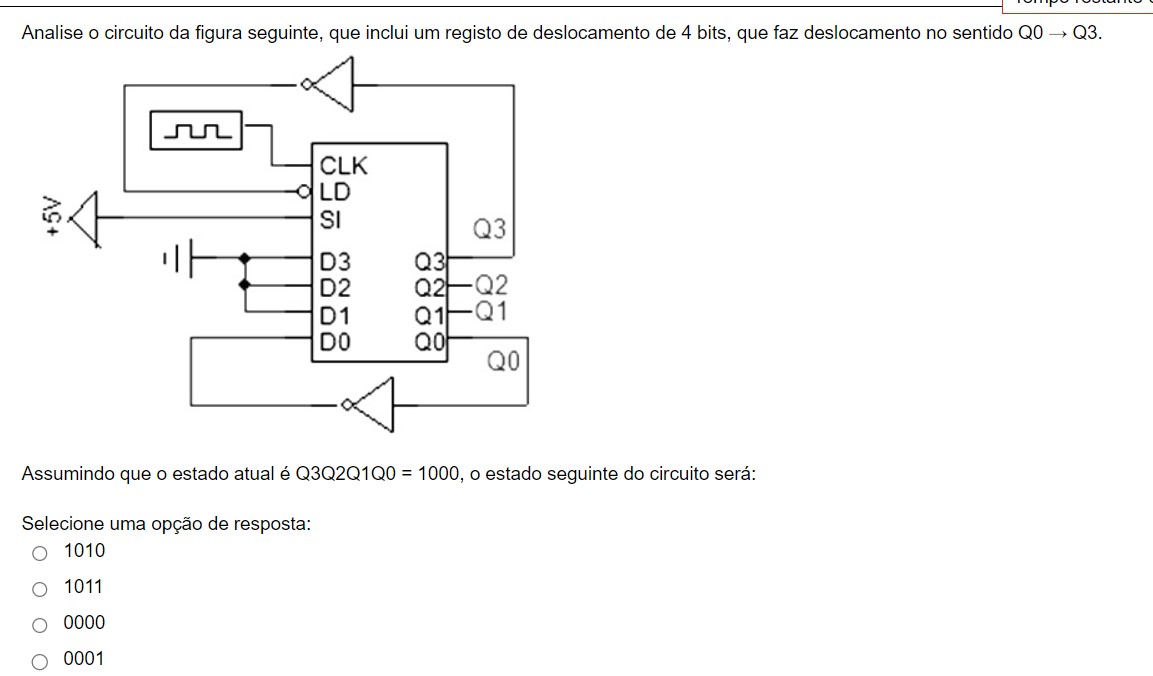 Analise o circuito da figura seguinte, que inclui um registo de deslocamento de 4 bits, que faz deslocamento no sentido Q0 → Q3.
CLK
LD
+5V
SI
Q3
D3 Q3
D2 Q2 Q2
D1 Q1 Q1
D0 Q0
Q0
Assumindo que o estado atual é Q3Q2Q1Q0 = 1000, o estado seguinte do circuito será:
Selecione uma opção de resposta:
1010
1011
0000
0001